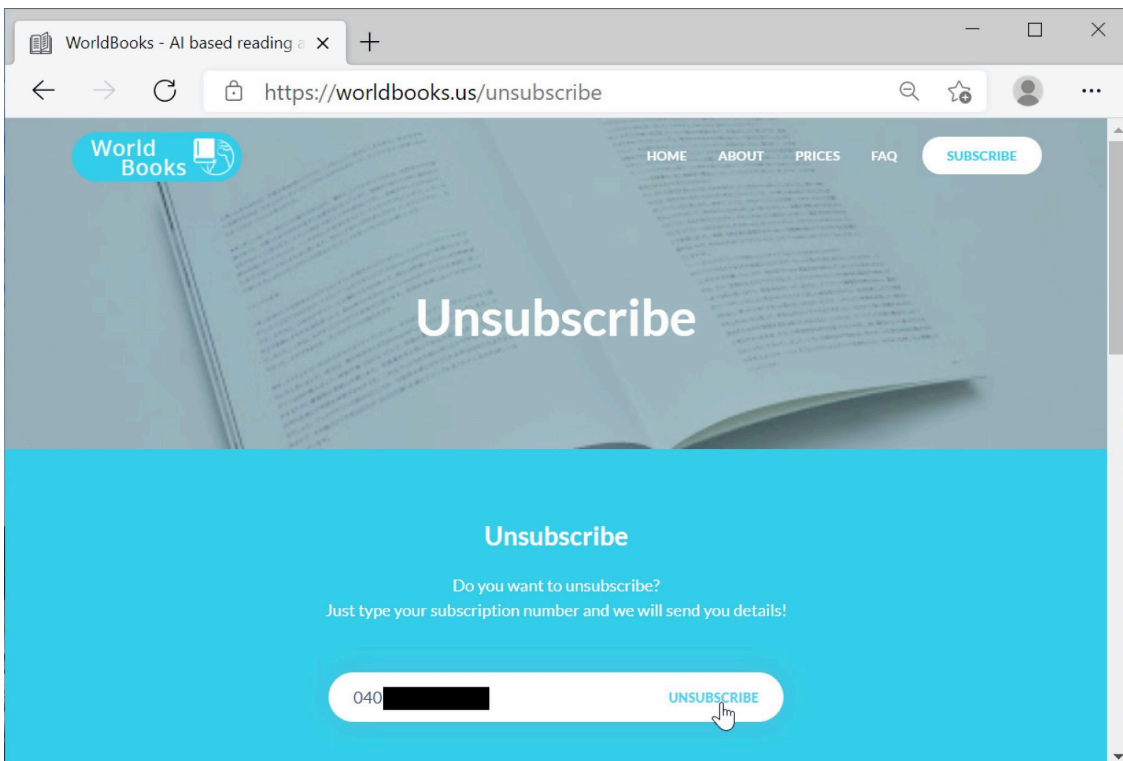 WorldBooks - AI based reading a
https://worldbooks.us/unsubscribe
World
Books
HOME ABOUT PRICES FAQ SUBSCRIBE
Unsubscribe
Unsubscribe
Do you want to unsubscribe?
Just type your subscription number and we will send you details!
040 UNSUBSCRIBE